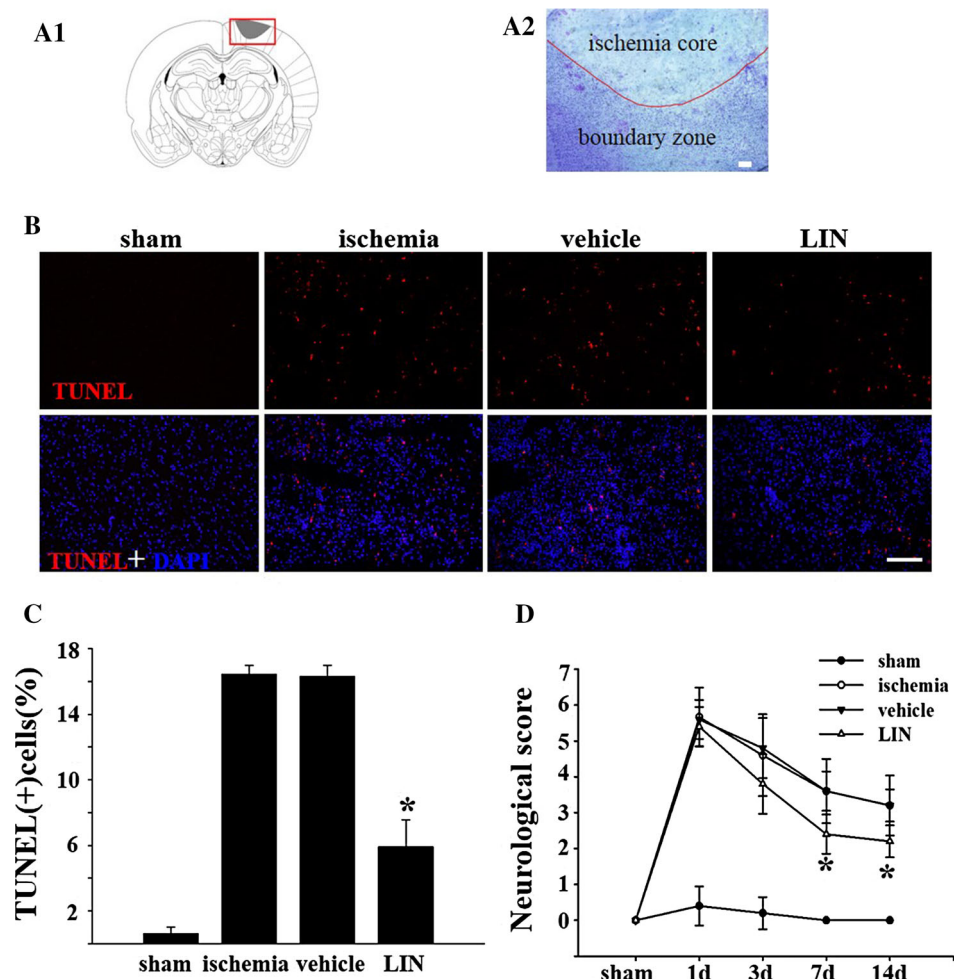 A1
A2
ischemia core
boundary zone
B
sham ischemia vehicle LIN
TUNEL
TUNEL+ DAPI
C
TUNEL(+)cells(%)
18
14
10
6
2
*
sham ischemia vehicle LIN
D
Neurological score
7
6
5
4
3
2
1
0
sham
ischemia
vehicle
LIN
* *
sham 1d 3d 7d 14d